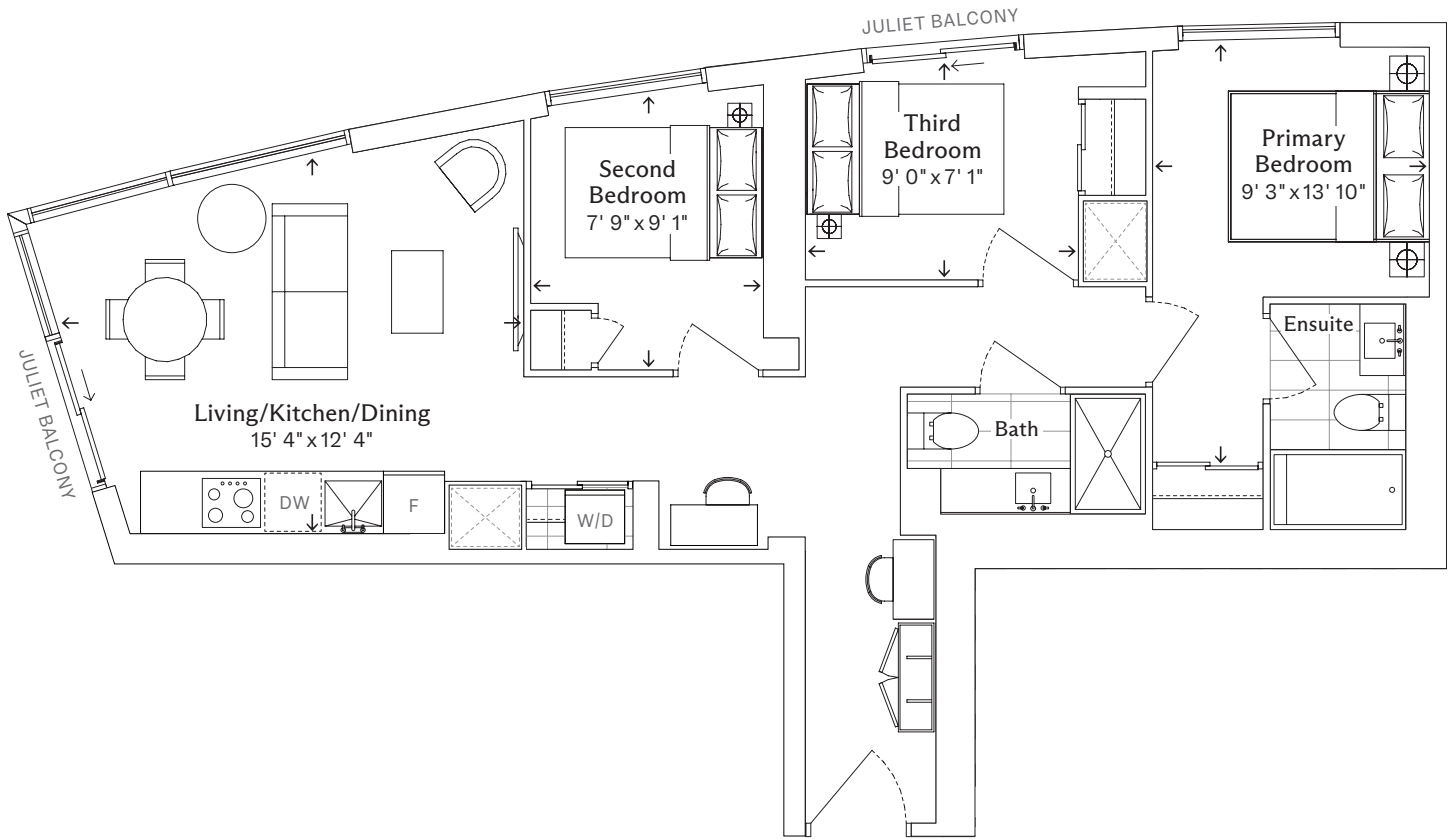 JULIET BALCONY
Second
Bedroom
7' 9" x 9' 1"
Third
Bedroom
9' 0" x 7' 1"
Primary
Bedroom
9' 3" x 13' 10"
Ensuite
JULIET BALCONY
Living/Kitchen/Dining
15' 4" x 12' 4"
Bath
DW
F
W/D